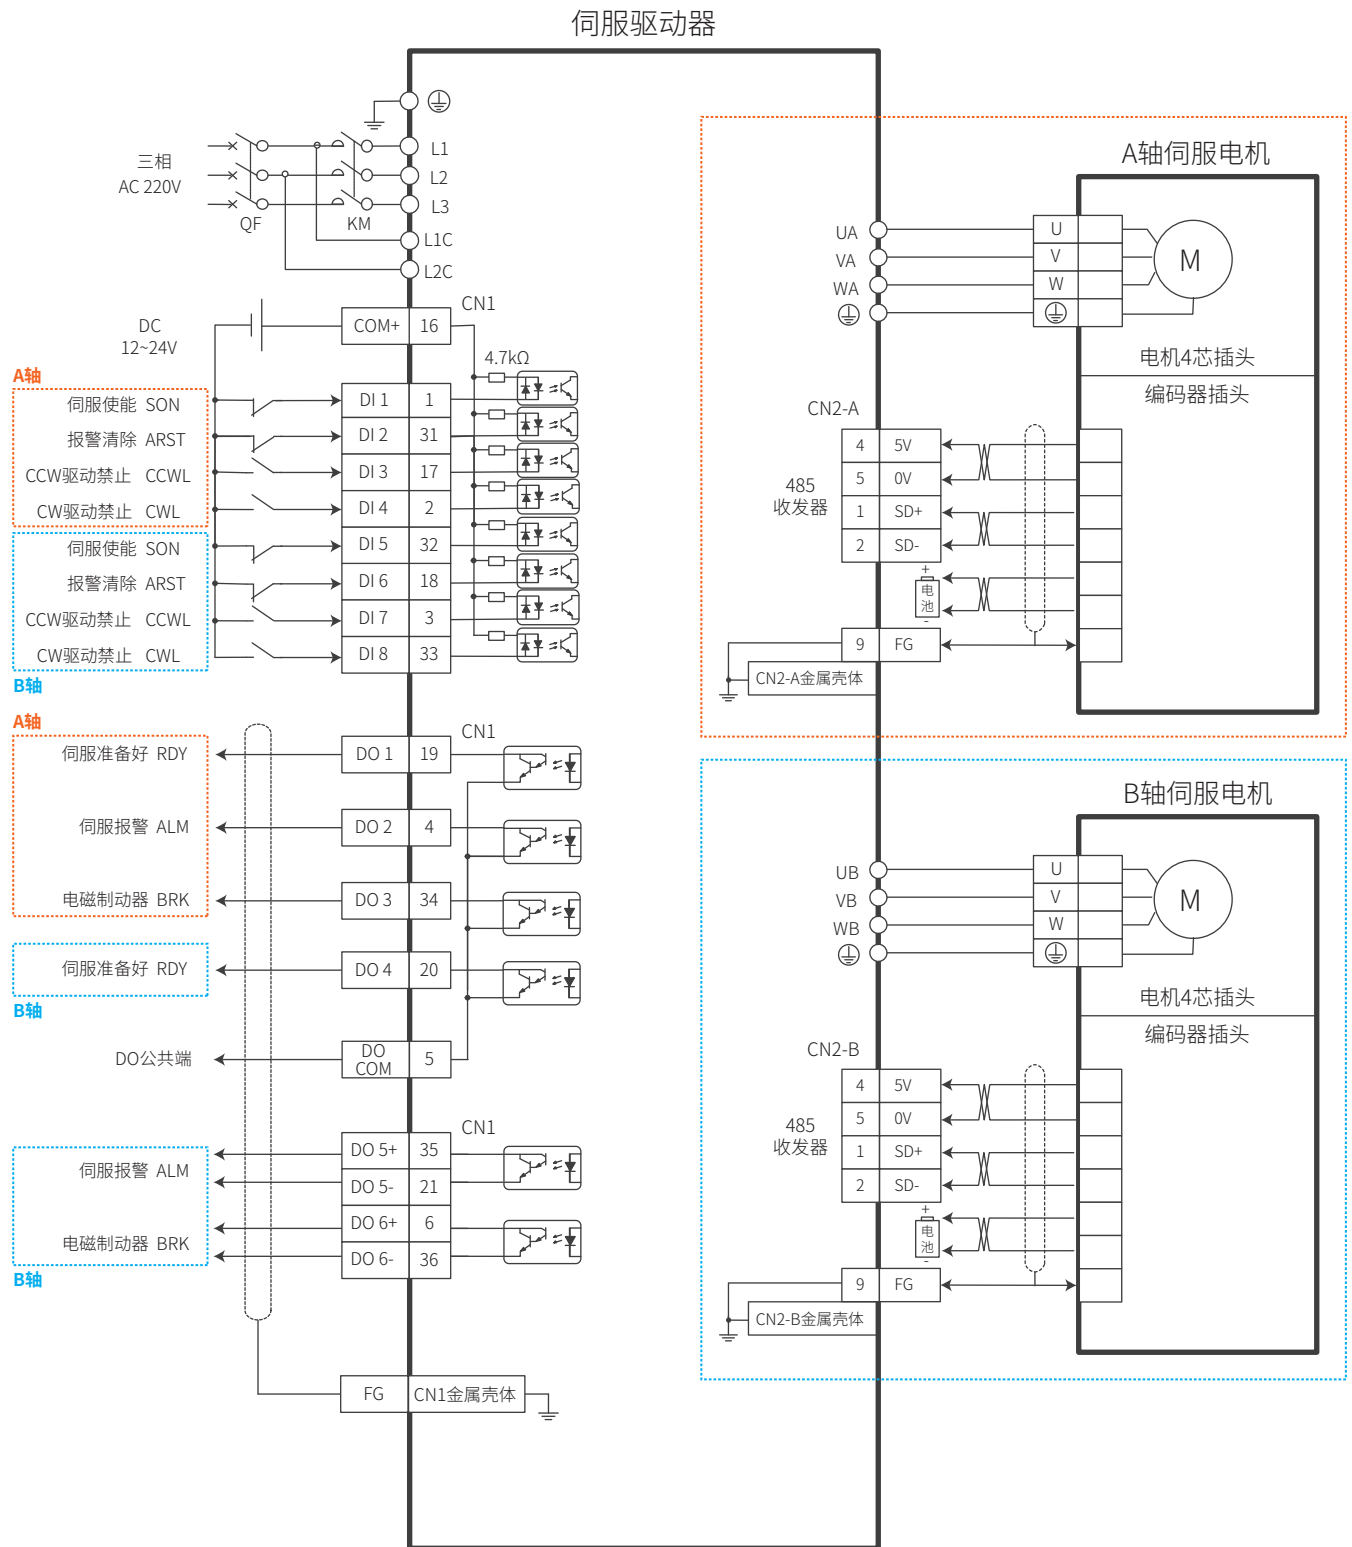 伺服驱动器
三相
AC 220V
QF
KM
L1
L2
L3
L1C
L2C
DC
12~24V
COM+ 16
CN1
4.7kΩ
A轴
伺服使能 SON
报警清除 ARST
CCW驱动禁止 CCWL
CW驱动禁止 CWL
伺服使能 SON
报警清除 ARST
CCW驱动禁止 CCWL
CW驱动禁止 CWL
B轴
DI 1 1
DI 2 31
DI 3 17
DI 4 2
DI 5 32
DI 6 18
DI 7 3
DI 8 33
A轴
伺服准备好 RDY
伺服报警 ALM
电磁制动器 BRK
伺服准备好 RDY
B轴
DO公共端
伺服报警 ALM
电磁制动器 BRK
B轴
CN1
DO 1 19
DO 2 4
DO 3 34
DO 4 20
DO
COM 5
CN1
DO 5+ 35
DO 5- 21
DO 6+ 6
DO 6- 36
FG CN1金属壳体
A轴伺服电机
UA
VA
WA
U
V
W
M
电机4芯插头
编码器插头
CN2-A
485
收发器
4 5V
5 0V
1 SD+
2 SD-
+
电
池
-
9 FG
CN2-A金属壳体
B轴伺服电机
UB
VB
WB
U
V
W
M
电机4芯插头
编码器插头
CN2-B
485
收发器
4 5V
5 0V
1 SD+
2 SD-
+
电
池
-
9 FG
CN2-B金属壳体